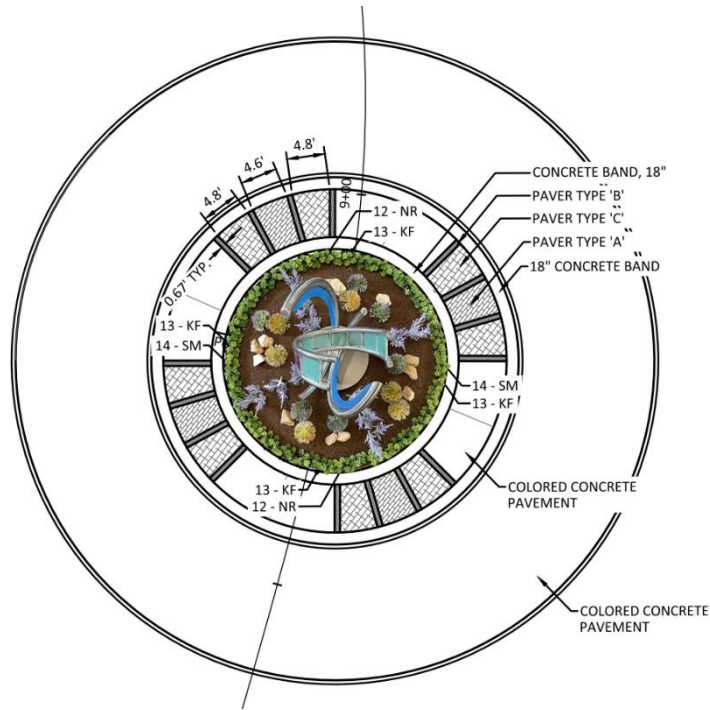 4.8'
4.6'
4.8'
0.67' TYP.
9+00
12 - NR
13 - KF
CONCRETE BAND, 18"
PAVER TYPE 'B'
PAVER TYPE 'C'
PAVER TYPE 'A'
18" CONCRETE BAND
13 - KF
14 - SM
14 - SM
13 - KF
13 - KF
12 - NR
COLORED CONCRETE
PAVEMENT
COLORED CONCRETE
PAVEMENT